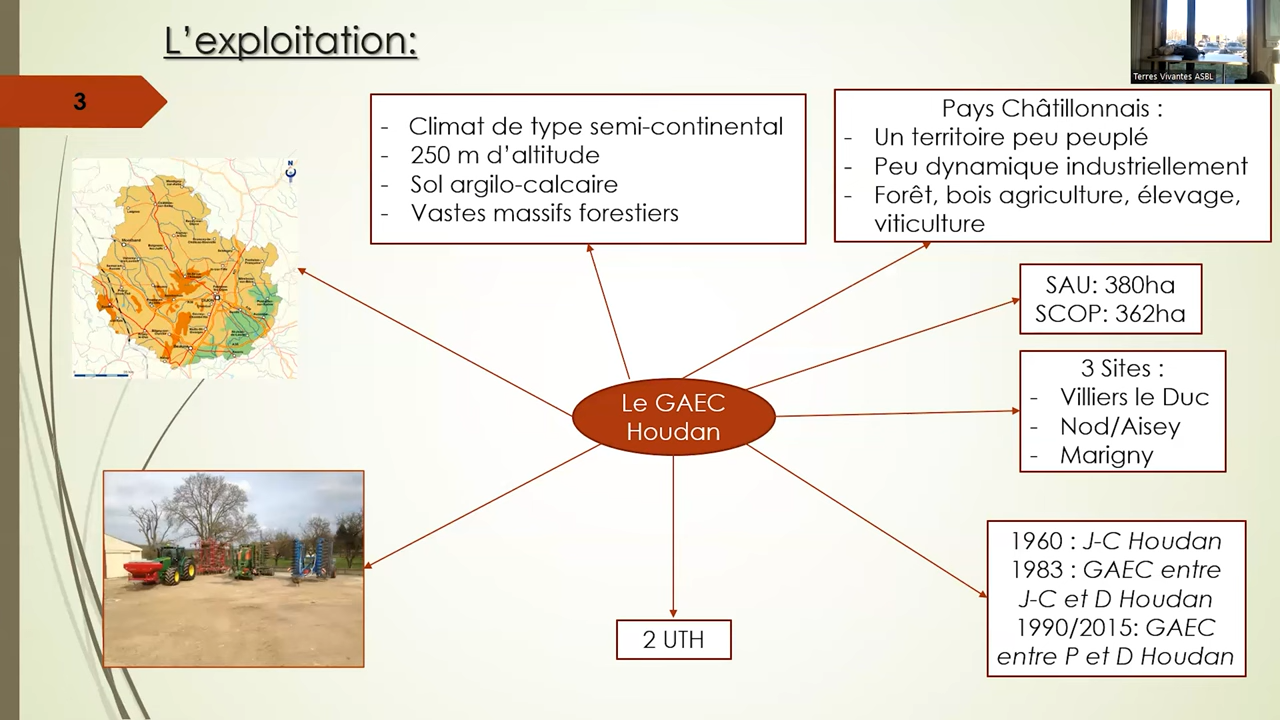 L'exploitation:
Terres Vivantes ASBL
3
- Climat de type semi-continental
- 250 m d'altitude
- Sol argilo-calcaire
- Vastes massifs forestiers
Pays Châtillonnais :
- Un territoire peu peuplé
- Peu dynamique industriellement
- Forêt, bois agriculture, élevage,
viticulture
N
SAU: 380ha
SCOP: 362ha
3 Sites :
- Villiers le Duc
- Nod/Aisey
- Marigny
Le GAEC
Houdan
1960 : J-C Houdan
1983 : GAEC entre
J-C et D Houdan
1990/2015: GAEC
entre P et D Houdan
2 UTH